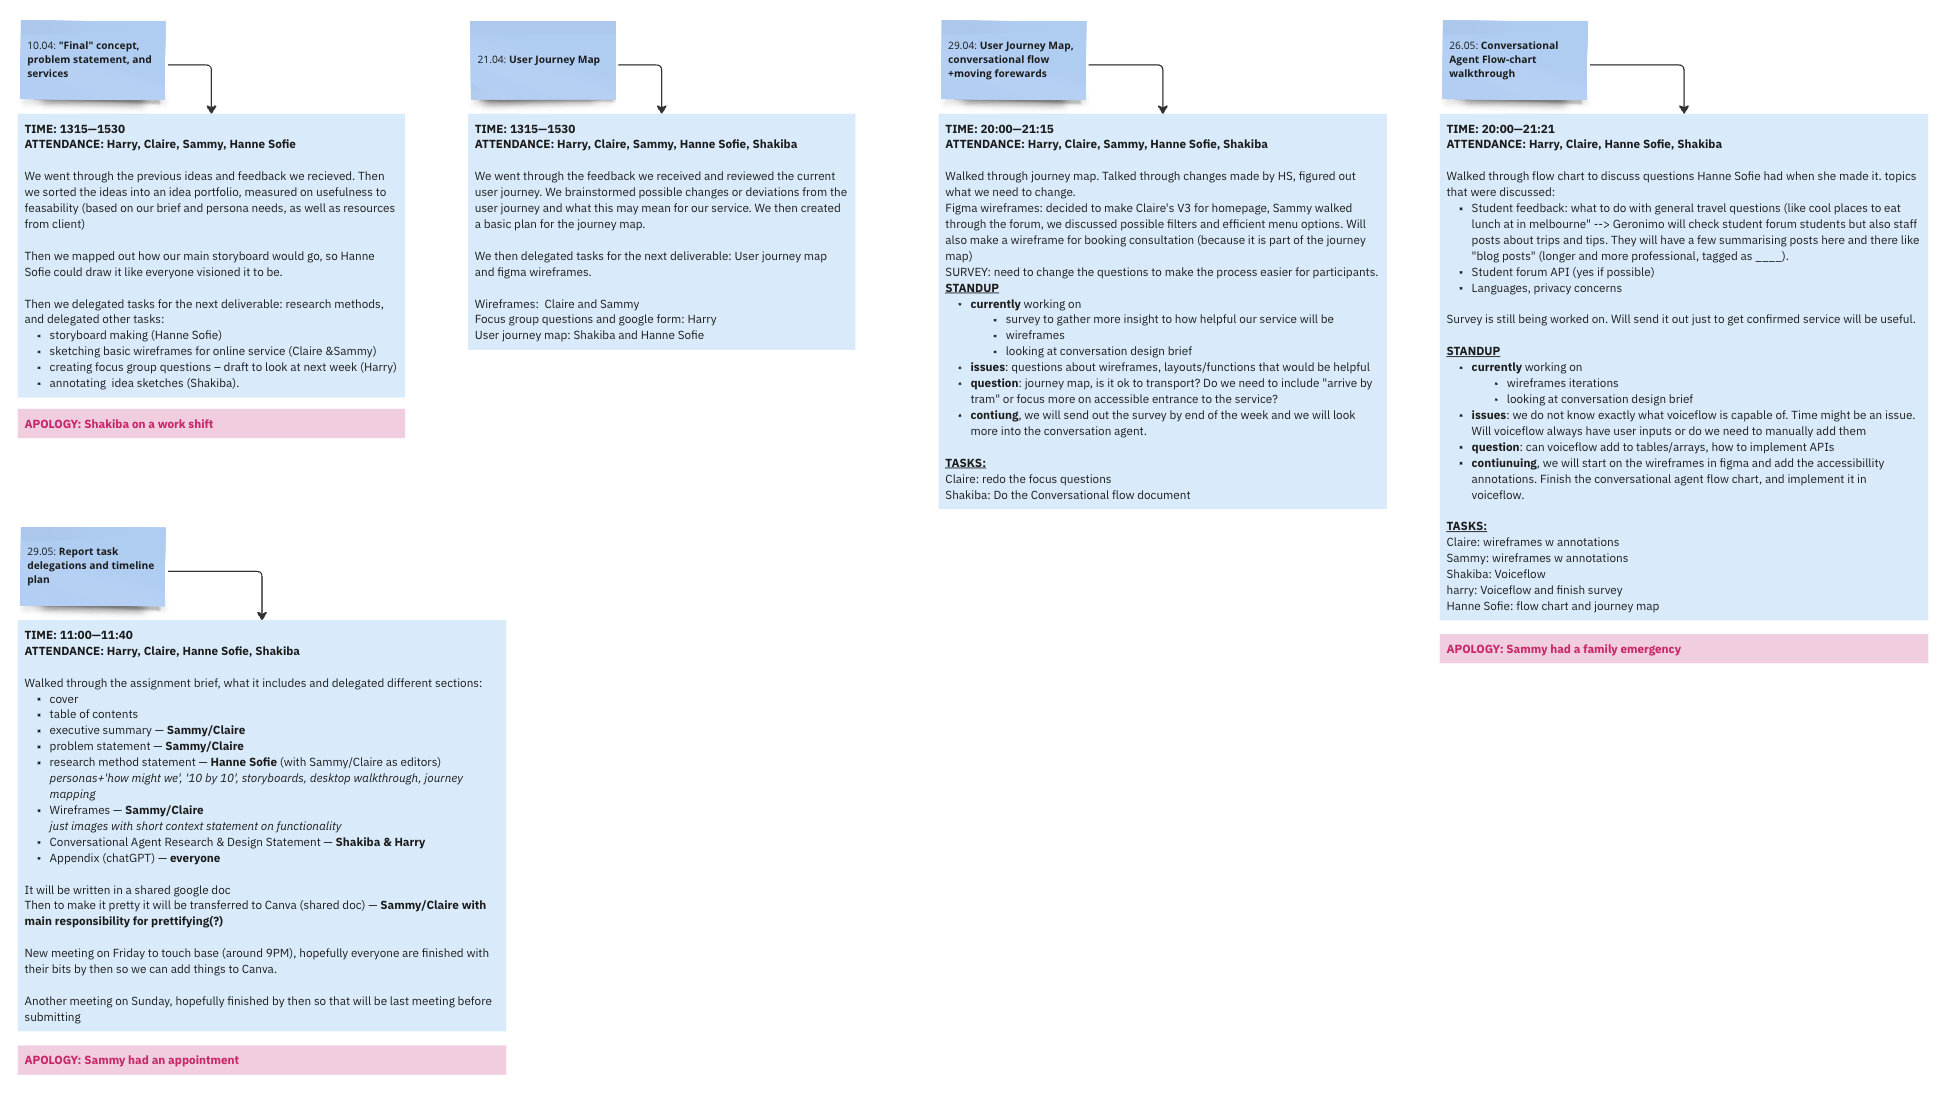 10.04: "Final" concept,
problem statement, and
services
TIME: 1315—1530
ATTENDANCE: Harry, Claire, Sammy, Hanne Sofie
We went through the previous ideas and feedback we recieved. Then
we sorted the ideas into an idea portfolio, measured on usefulness to
feasability (based on our brief and persona needs, as well as resources
from client)
Then we mapped out how our main storyboard would go, so Hanne
Sofie could draw it like everyone visioned it to be.
Then we delegated tasks for the next deliverable: research methods,
and delegated other tasks:
▪ storyboard making (Hanne Sofie)
▪ sketching basic wireframes for online service (Claire &Sammy)
▪ creating focus group questions – draft to look at next week (Harry)
▪ annotating  idea sketches (Shakiba).
APOLOGY: Shakiba on a work shift
21.04: User Journey Map
TIME: 1315—1530
ATTENDANCE: Harry, Claire, Sammy, Hanne Sofie, Shakiba
We went through the feedback we received and reviewed the current
user journey. We brainstormed possible changes or deviations from the
user journey and what this may mean for our service. We then created
a basic plan for the journey map.
We then delegated tasks for the next deliverable: User journey map
and figma wireframes.
Wireframes:  Claire and Sammy
Focus group questions and google form: Harry
User journey map: Shakiba and Hanne Sofie
29.04: User Journey Map,
conversational flow
+moving forewards
TIME: 20:00—21:15
ATTENDANCE: Harry, Claire, Sammy, Hanne Sofie, Shakiba
Walked through journey map. Talked through changes made by HS, figured out
what we need to change.
Figma wireframes: decided to make Claire's V3 for homepage, Sammy walked
through the forum, we discussed possible filters and efficient menu options. Will
also make a wireframe for booking consultation (because it is part of the journey
map)
SURVEY: need to change the questions to make the process easier for participants.
STANDUP
▪ currently working on
▪ survey to gather more insight to how helpful our service will be
▪ wireframes
▪ looking at conversation design brief
▪ issues: questions about wireframes, layouts/functions that would be helpful
▪ question: journey map, is it ok to transport? Do we need to include "arrive by
tram" or focus more on accessible entrance to the service?
▪ contiung, we will send out the survey by end of the week and we will look
more into the conversation agent.
TASKS:
Claire: redo the focus questions
Shakiba: Do the Conversational flow document
26.05: Conversational
Agent Flow-chart
walkthrough
TIME: 20:00—21:21
ATTENDANCE: Harry, Claire, Hanne Sofie, Shakiba
Walked through flow chart to discuss questions Hanne Sofie had when she made it. topics
that were discussed:
▪ Student feedback: what to do with general travel questions (like cool places to eat
lunch at in melbourne" --> Geronimo will check student forum students but also staff
posts about trips and tips. They will have a few summarising posts here and there like
"blog posts" (longer and more professional, tagged as ____).
▪ Student forum API (yes if possible)
▪ Languages, privacy concerns
Survey is still being worked on. Will send it out just to get confirmed service will be useful.
STANDUP
▪ currently working on
▪ wireframes iterations
▪ looking at conversation design brief
▪ issues: we do not know exactly what voiceflow is capable of. Time might be an issue.
Will voiceflow always have user inputs or do we need to manually add them
▪ question: can voiceflow add to tables/arrays, how to implement APIs
▪ contiunuing, we will start on the wireframes in figma and add the accessibillity
annotations. Finish the conversational agent flow chart, and implement it in
voiceflow.
TASKS:
Claire: wireframes w annotations
Sammy: wireframes w annotations
Shakiba: Voiceflow
harry: Voiceflow and finish survey
Hanne Sofie: flow chart and journey map
APOLOGY: Sammy had a family emergency
29.05: Report task
delegations and timeline
plan
TIME: 11:00—11:40
ATTENDANCE: Harry, Claire, Hanne Sofie, Shakiba
Walked through the assignment brief, what it includes and delegated different sections:
▪ cover
▪ table of contents
▪ executive summary — Sammy/Claire
▪ problem statement — Sammy/Claire
▪ research method statement — Hanne Sofie (with Sammy/Claire as editors)
personas+'how might we', '10 by 10', storyboards, desktop walkthrough, journey
mapping
▪ Wireframes — Sammy/Claire
just images with short context statement on functionality
▪ Conversational Agent Research & Design Statement — Shakiba & Harry
▪ Appendix (chatGPT) — everyone
It will be written in a shared google doc
Then to make it pretty it will be transferred to Canva (shared doc) — Sammy/Claire with
main responsibility for prettifying(?)
New meeting on Friday to touch base (around 9PM), hopefully everyone are finished with
their bits by then so we can add things to Canva.
Another meeting on Sunday, hopefully finished by then so that will be last meeting before
submitting
APOLOGY: Sammy had an appointment